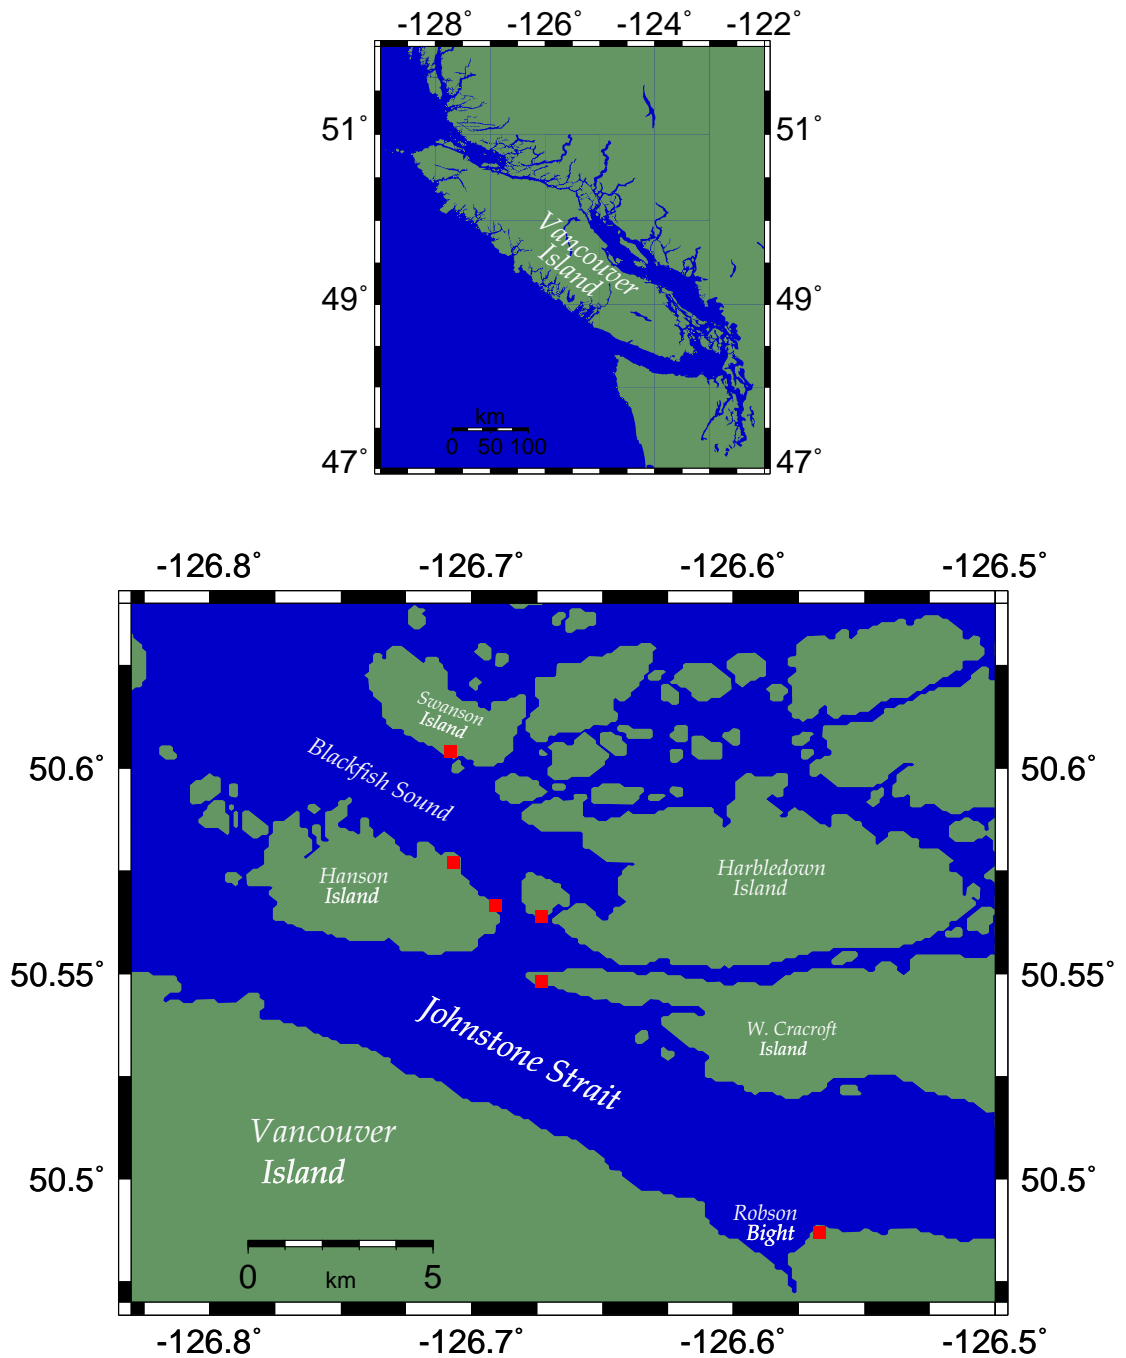 -128° -126° -124° -122°
51° 51°
Vancouver
Island
49° 49°
km
0 50 100
47° 47°
-126.8° -126.7° -126.6° -126.5°
Swanson
Island
Blackfish Sound
50.6° 50.6°
Hanson
Island
Harbledown
Island
50.55° 50.55°
Johnstone Strait
W. Cracroft
Island
Vancouver
Island
50.5° 50.5°
Robson
Bight
0 km 5
-126.8° -126.7° -126.6° -126.5°